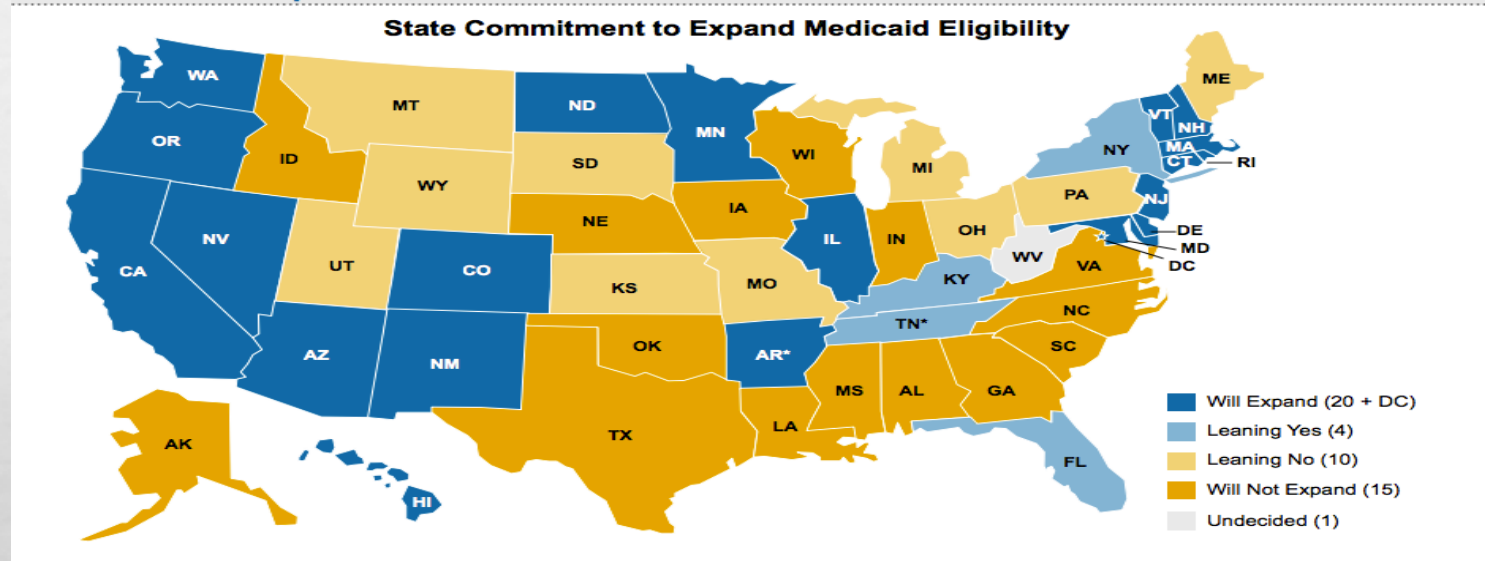 State Commitment to Expand Medicaid Eligibility
WA
MT
ND
MN
ME
VT
NH
OR
ID
SD
WI
MI
NY
MA
CT
RI
WY
NE
IA
PA
NJ
NV
UT
CO
IL
IN
OH
WV
DE
MD
DC
CA
KS
MO
KY
VA
AZ
NM
OK
AR*
TN*
NC
SC
TX
LA
MS
AL
GA
AK
HI
FL
Will Expand (20 + DC)
Leaning Yes (4)
Leaning No (10)
Will Not Expand (15)
Undecided (1)